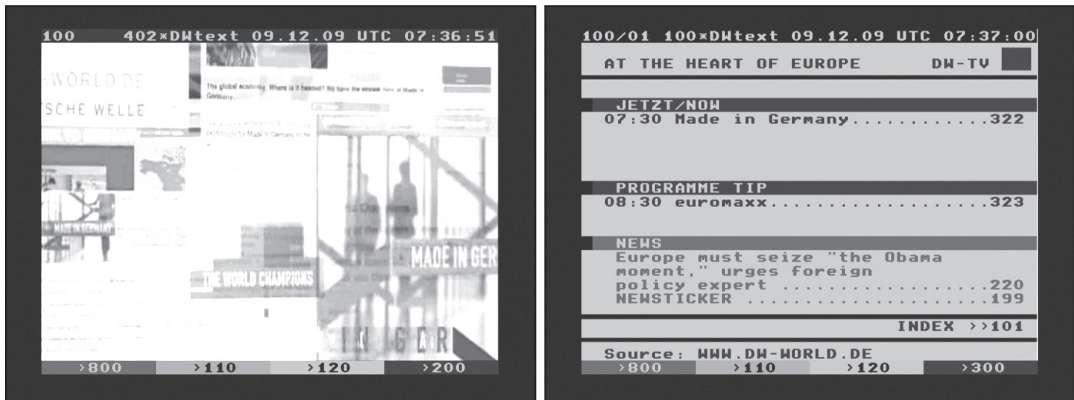 100 402*DWtext 09.12.09 UTC 07:36:51
-WORLD.DE
SCHE WELLE
The global economy. Where is it headed?
Germany.
MADE IN GERMANY
THE WORLD CHAMPIONS
MADE IN GER
IN GER
>800 >110 >120 >200
100/01 100*DWtext 09.12.09 UTC 07:37:00
AT THE HEART OF EUROPE DW-TV
JETZT/NOW
07:30 Made in Germany............322
PROGRAMME TIP
08:30 euromaxx...................323
NEWS
Europe must seize "the Obama
moment," urges foreign
policy expert ..................220
NEWSTICKER .....................199
INDEX >>101
Source: WWW.DW-WORLD.DE
>800 >110 >120 >300